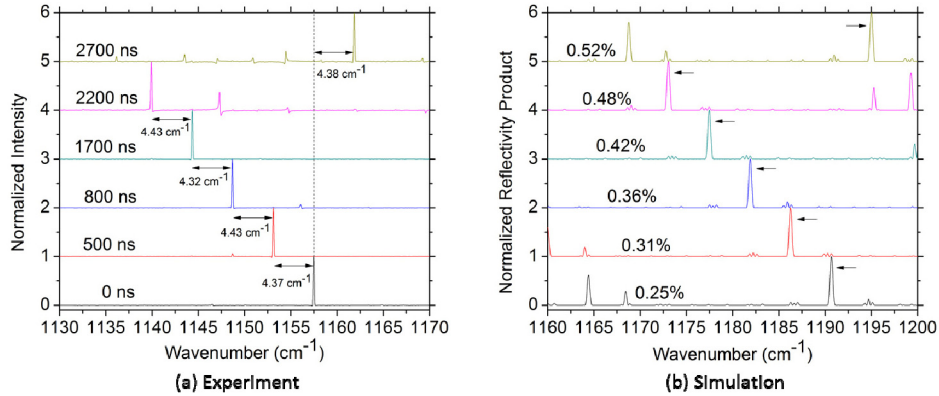 Normalized Intensity
6
5
4
3
2
1
0
2700 ns
2200 ns
1700 ns
800 ns
500 ns
0 ns
4.38 cm⁻¹
4.43 cm⁻¹
4.32 cm⁻¹
4.43 cm⁻¹
4.37 cm⁻¹
1130 1140 1145 1150 1155 1160 1165 1170
Wavenumber (cm⁻¹)
(a) Experiment
Normalized Reflectivity Product
6
5
4
3
2
1
0
0.52%
0.48%
0.42%
0.36%
0.31%
0.25%
1160 1165 1170 1175 1180 1185 1190 1195 1200
Wavenumber (cm⁻¹)
(b) Simulation